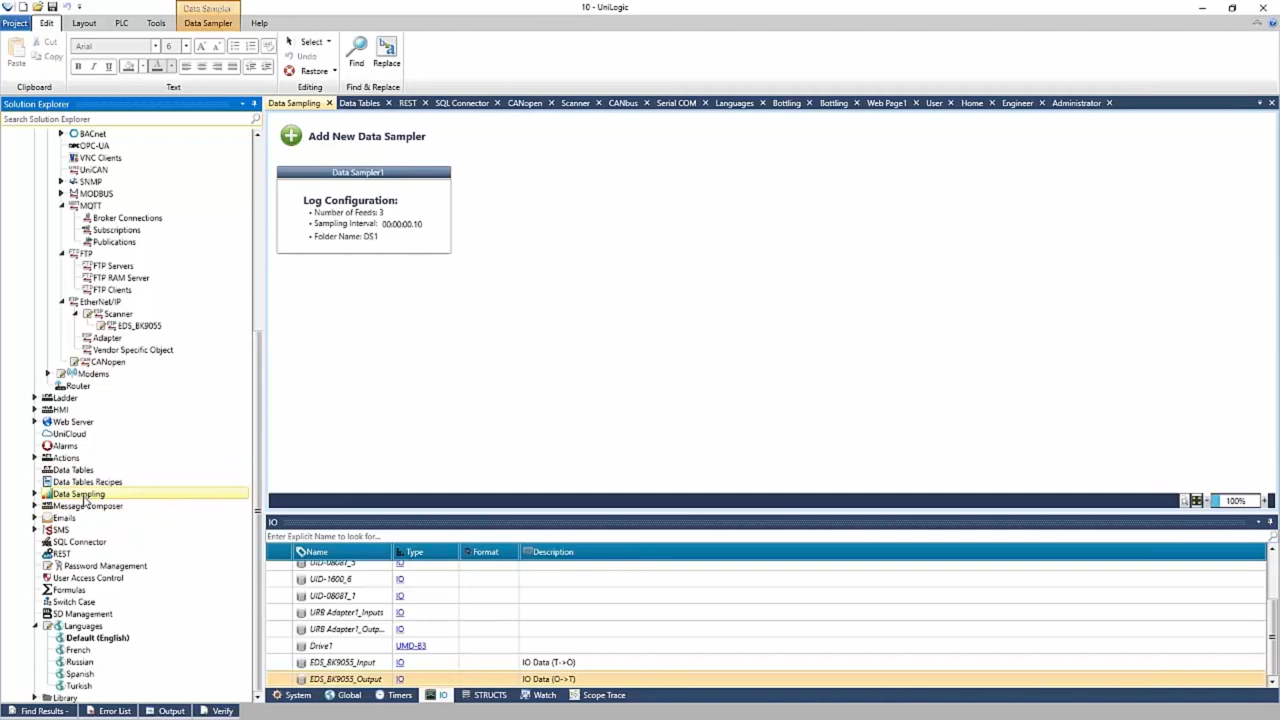 10 - UniLogic
Data Sampler
Project
Edit
Layout
PLC
Tools
Data Sampler
Help
Paste
Cut
Copy
Clipboard
Arial
6
B
I
U
A
Text
Select
Undo
Restore
Editing
Find
Replace
Find & Replace
Solution Explorer
Search Solution Explorer
BACnet
OPC-UA
VNC Clients
UniCAN
SNMP
MODBUS
MQTT
Broker Connections
Subscriptions
Publications
FTP
FTP Servers
FTP RAM Server
FTP Clients
EtherNet/IP
Scanner
EDS_BK9055
Adapter
Vendor Specific Object
CANopen
Modems
Router
Ladder
HMI
Web Server
UniCloud
Alarms
Actions
Data Tables
Data Tables Recipes
Data Sampling
Message Composer
Emails
SMS
SQL Connector
REST
Password Management
User Access Control
Formulas
Switch Case
SD Management
Languages
Default (English)
French
Russian
Spanish
Turkish
Library
Data Sampling
Data Tables
REST
SQL Connector
CANopen
Scanner
CANbus
Serial COM
Languages
Bottling
Bottling
Web Page1
User
Home
Engineer
Administrator
Add New Data Sampler
Data Sampler1
Log Configuration:
• Number of Feeds: 3
• Sampling Interval: 00:00:00.10
• Folder Name: DS1
100%
IO
Enter Explicit Name to look for...
Name Type Format Description
UID-0808T_5 IO
UID-1600_6 IO
UID-0808T_1 IO
URB Adapter1_Inputs IO
URB Adapter1_Outp... IO
Drive1 UMD-B3
EDS_BK9055_Input IO IO Data (T->O)
EDS_BK9055_Output IO IO Data (O->T)
System
Global
Timers
IO
STRUCTS
Watch
Scope Trace
Find Results -
Error List
Output
Verify